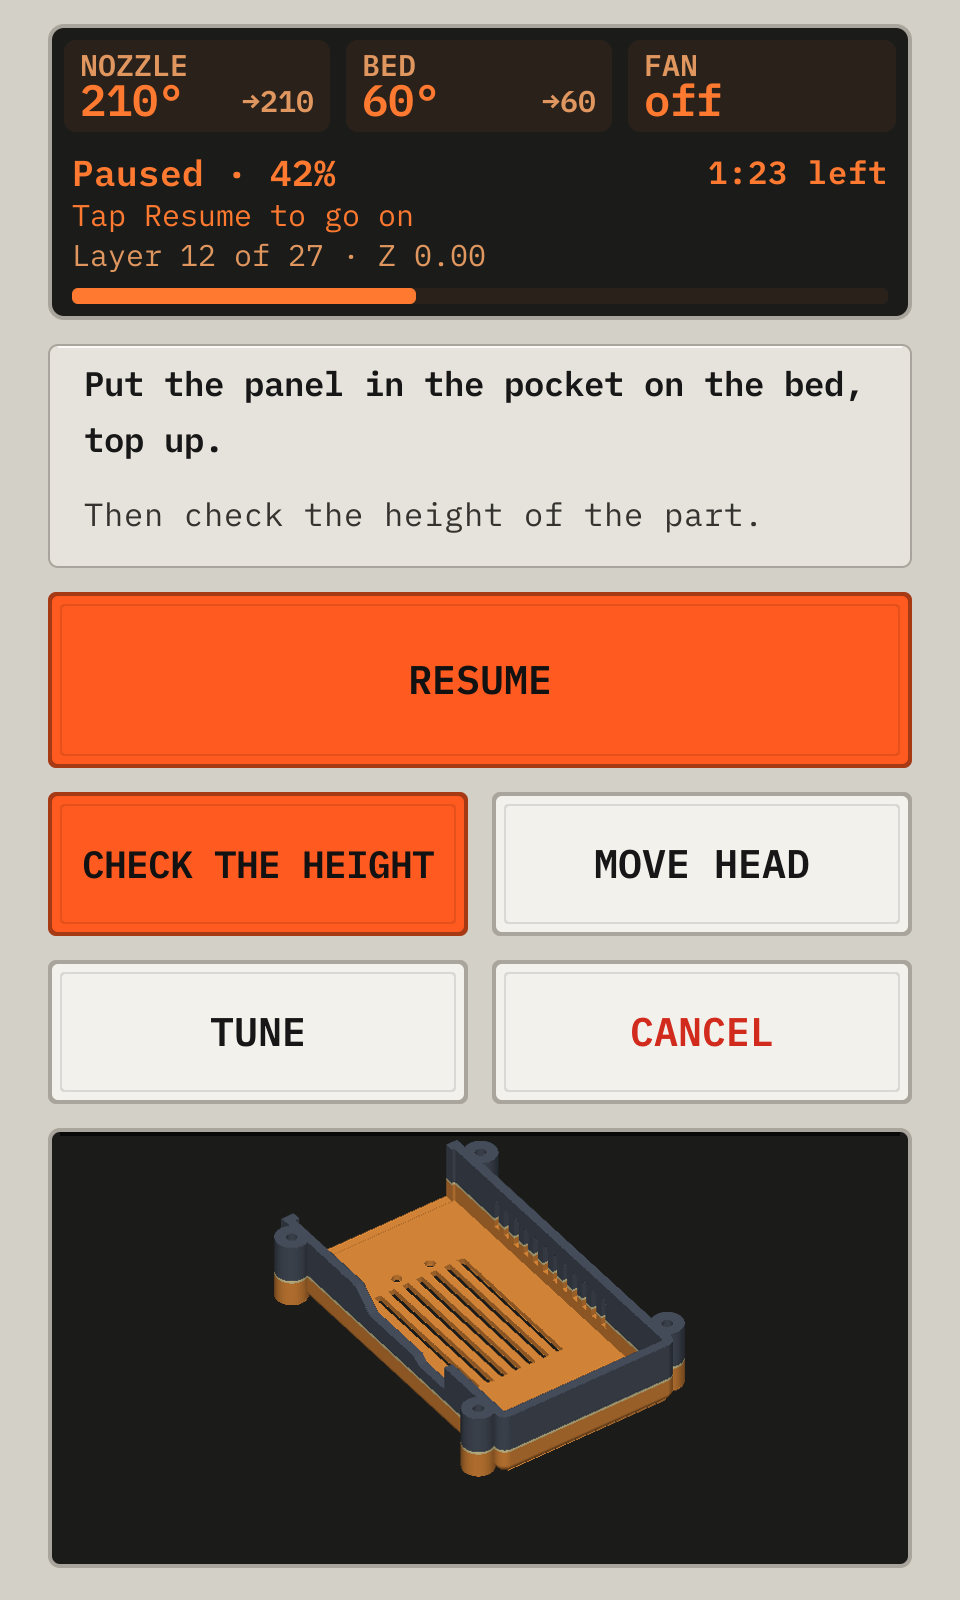 NOZZLE
210° →210
BED
60° →60
FAN
off
Paused · 42%
1:23 left
Tap Resume to go on
Layer 12 of 27 · Z 0.00
Put the panel in the pocket on the bed,
top up.
Then check the height of the part.
RESUME
CHECK THE HEIGHT
MOVE HEAD
TUNE
CANCEL